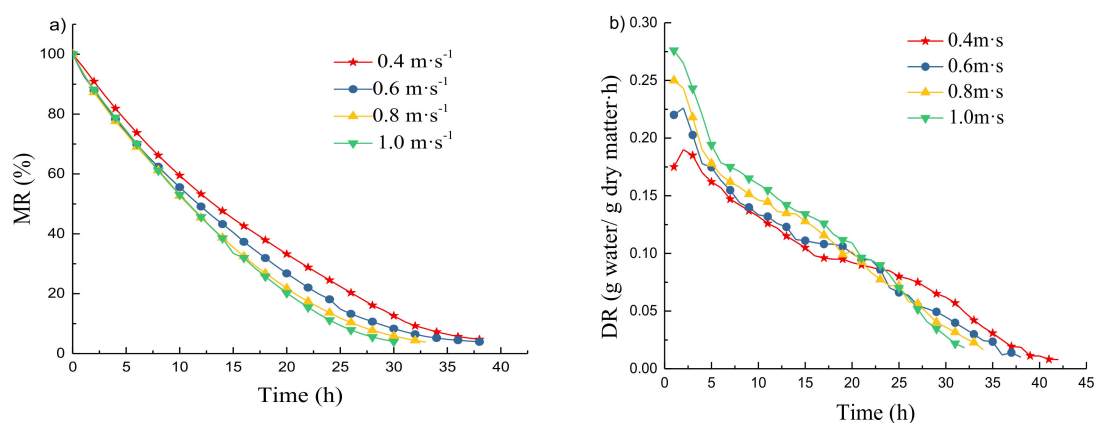 a)
0.4 m·s⁻¹
0.6 m·s⁻¹
0.8 m·s⁻¹
1.0 m·s⁻¹
100
80
60
40
20
0
MR (%)
0 5 10 15 20 25 30 35 40
Time (h)
b)
0.4m·s
0.6m·s
0.8m·s
1.0m·s
0.30
0.25
0.20
0.15
0.10
0.05
0.00
DR (g water/ g dry matter·h)
0 5 10 15 20 25 30 35 40 45
Time (h)